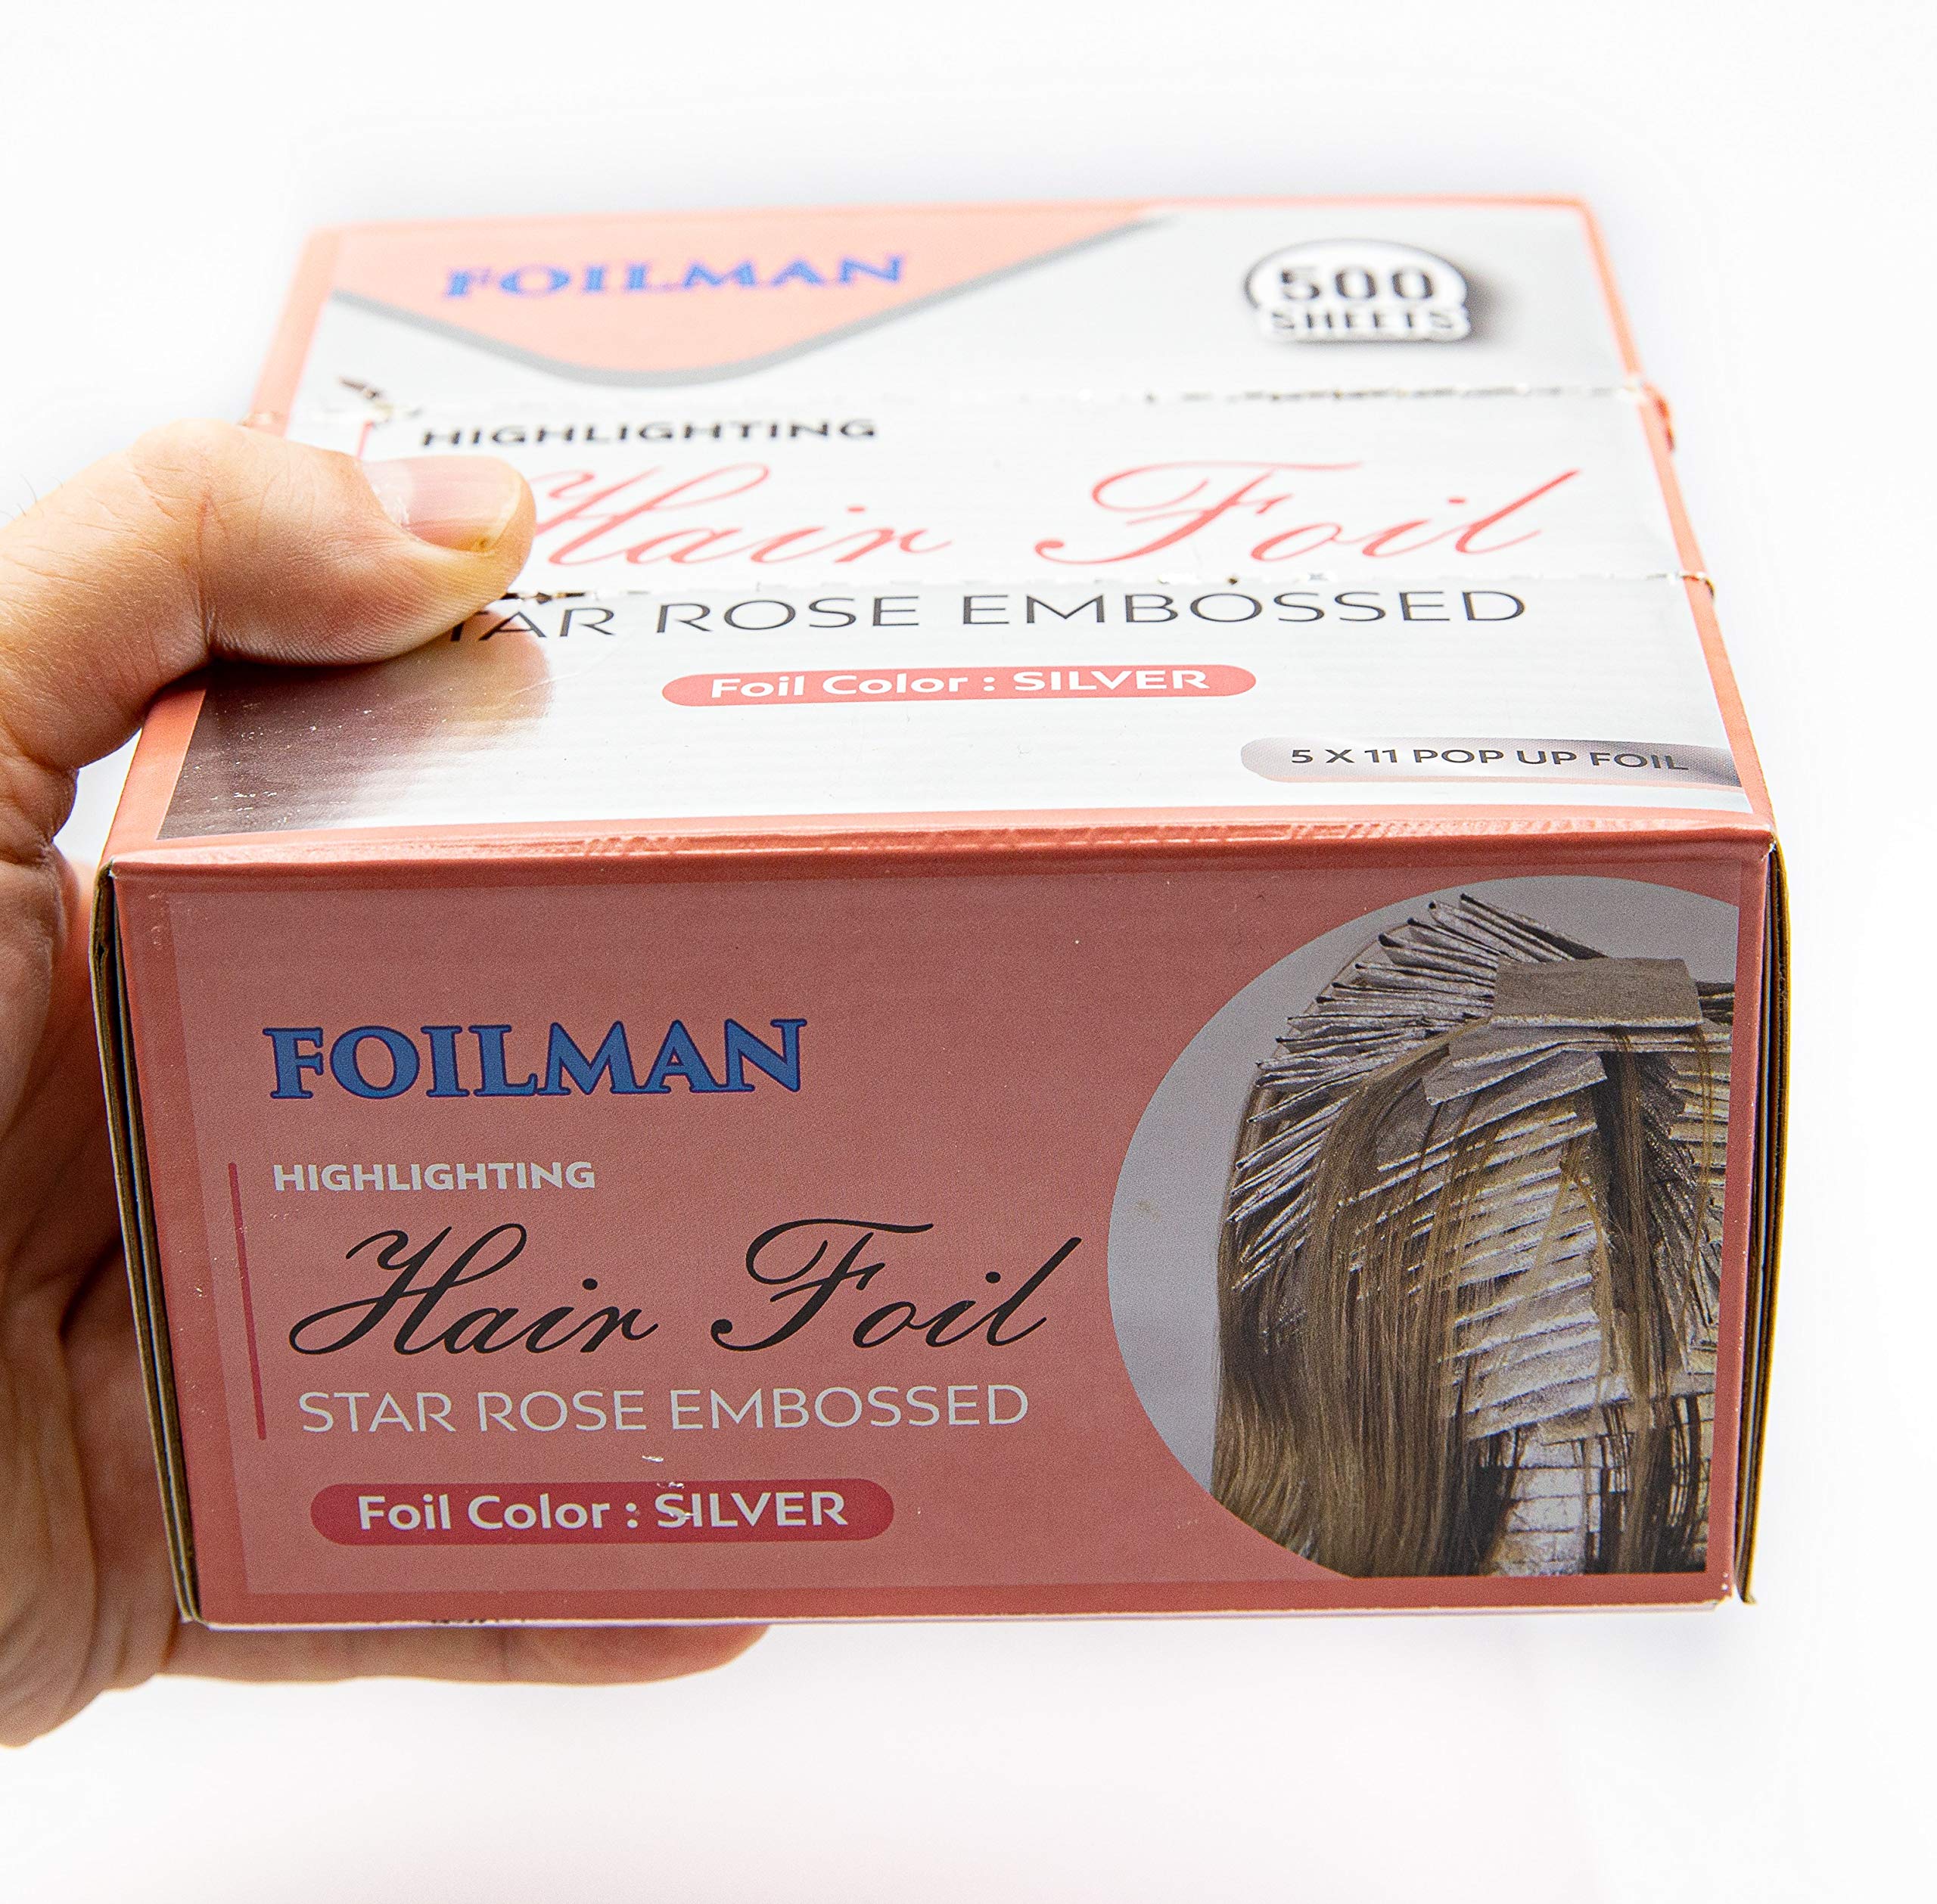 FOILMAN
500
SHEETS
HIGHLIGHTING
Hair Foil
STAR ROSE EMBOSSED
Foil Color : SILVER
5 X 11 POP UP FOIL
FOILMAN
HIGHLIGHTING
Hair Foil
STAR ROSE EMBOSSED
Foil Color : SILVER